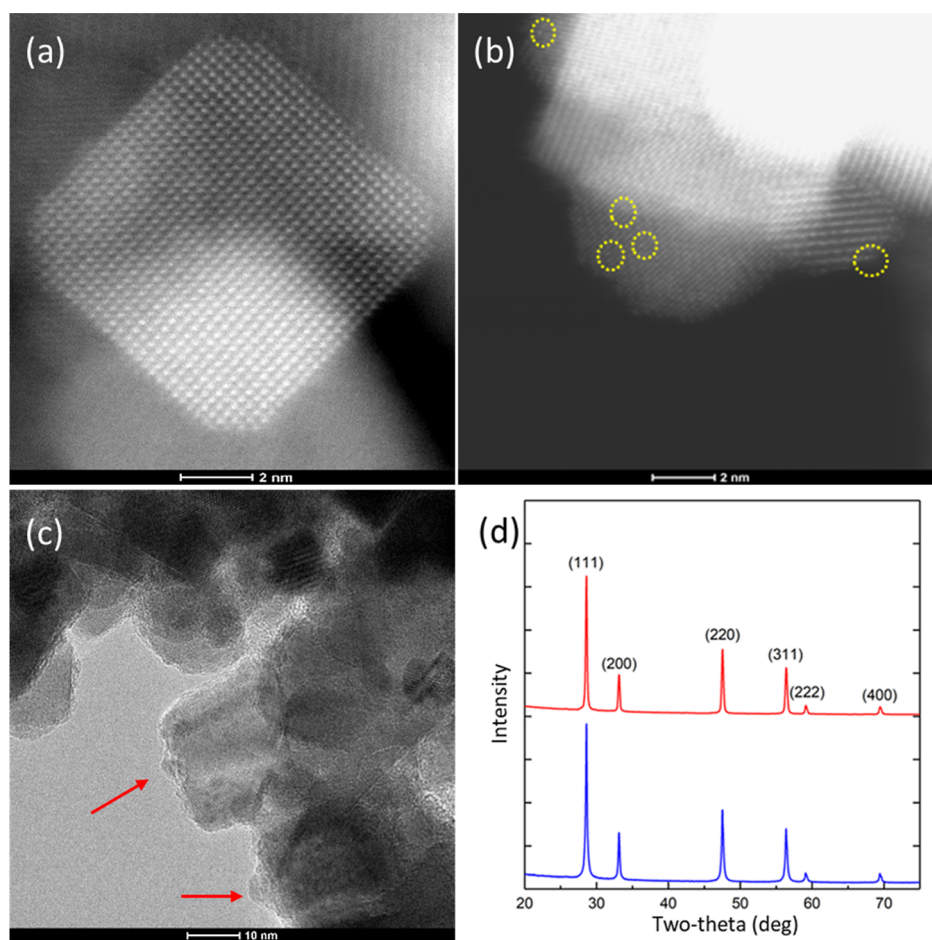 (a)
2 nm
(b)
2 nm
(c)
10 nm
(d)
(111)
(200)
(220)
(311)
(222)
(400)
Intensity
20 30 40 50 60 70
Two-theta (deg)